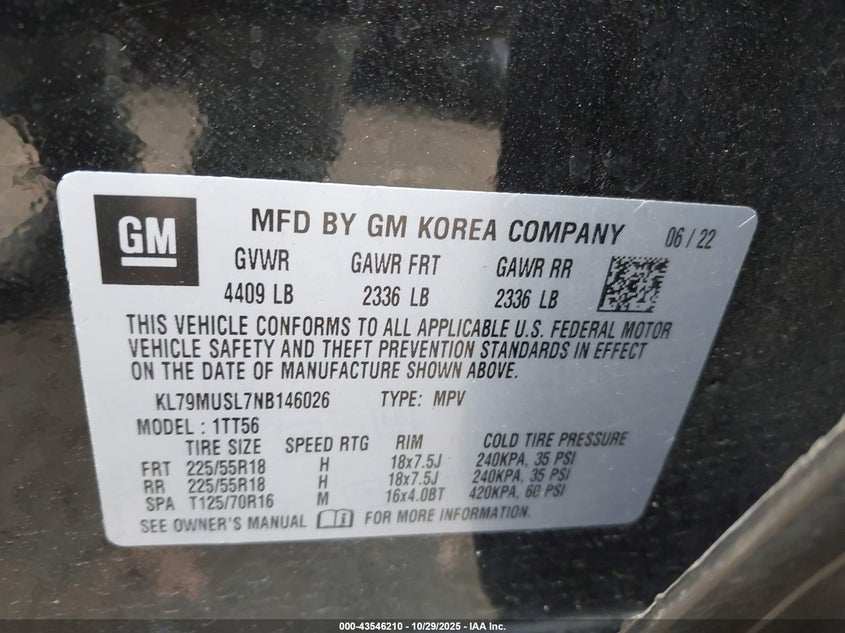 GM
MFD BY GM KOREA COMPANY 06 / 22
GVWR GAWR FRT GAWR RR
4409 LB 2336 LB 2336 LB
THIS VEHICLE CONFORMS TO ALL APPLICABLE U.S. FEDERAL MOTOR
VEHICLE SAFETY AND THEFT PREVENTION STANDARDS IN EFFECT
ON THE DATE OF MANUFACTURE SHOWN ABOVE.
KL79MUSL7NB146026 TYPE: MPV
MODEL : 1TT56
TIRE SIZE SPEED RTG RIM COLD TIRE PRESSURE
FRT 225/55R18 H 18x7.5J 240KPA, 35 PSI
RR 225/55R18 H 18x7.5J 240KPA, 35 PSI
SPA T125/70R16 M 16x4.0BT 420KPA, 60 PSI
SEE OWNER'S MANUAL FOR MORE INFORMATION.
000-43546210 - 10/29/2025 - IAA Inc.